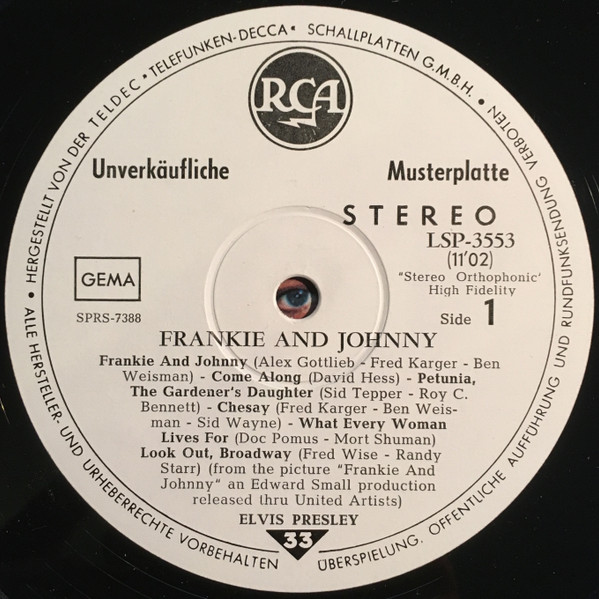 HERGESTELLT VON DER TELDEC • TELEFUNKEN-DECCA • SCHALLPLATTEN G.M.B.H. •
RCA
Unverkäufliche Musterplatte
STEREO
LSP-3553
(11'02)
"Stereo Orthophonic'
High Fidelity
GEMA
SPRS-7388
Side 1
FRANKIE AND JOHNNY
Frankie And Johnny (Alex Gottlieb - Fred Karger - Ben
Weisman) - Come Along (David Hess) - Petunia,
The Gardener's Daughter (Sid Tepper - Roy C.
Bennett) - Chesay (Fred Karger - Ben Weis-
man - Sid Wayne) - What Every Woman
Lives For (Doc Pomus - Mort Shuman)
Look Out, Broadway (Fred Wise - Randy
Starr) (from the picture "Frankie And
Johnny" an Edward Small production
released thru United Artists)
ELVIS PRESLEY
33
• ALLE HERSTELLER- UND URHEBERRECHTE VORBEHALTEN
ÜBERSPIELUNG, ÖFFENTLICHE AUFFÜHRUNG UND RUNDFUNKSENDUNG VERBOTEN